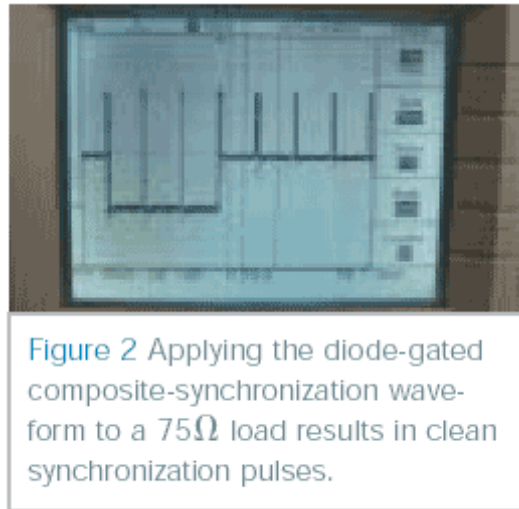 Figure 2 Applying the diode-gated
composite-synchronization wave-
form to a 75Ω load results in clean
synchronization pulses.